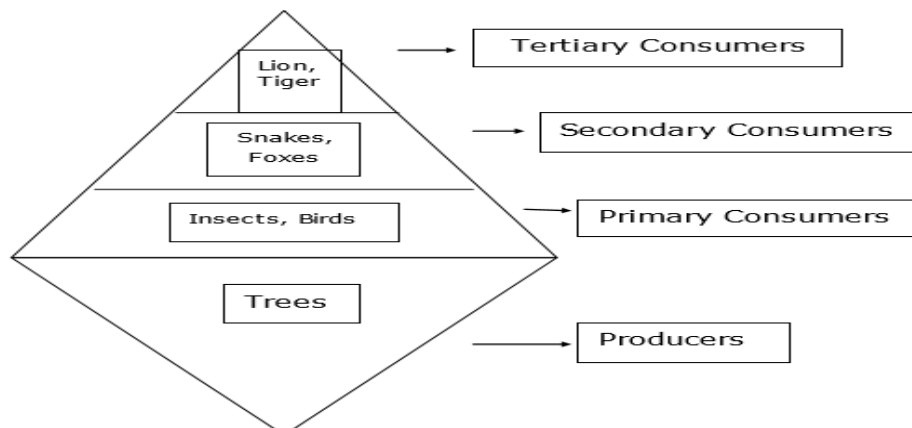 Lion,
Tiger
Tertiary Consumers
Snakes,
Foxes
Secondary Consumers
Insects, Birds
Primary Consumers
Trees
Producers